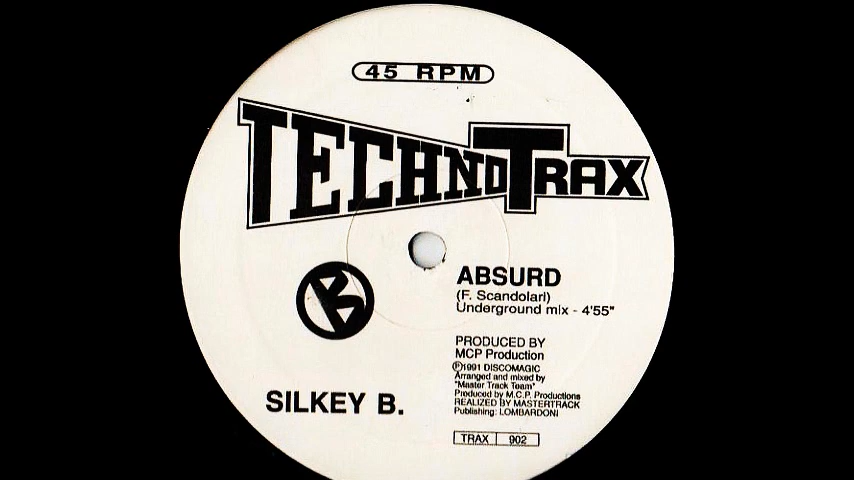 45 RPM
TECHNOTRAX
B
ABSURD
(F. Scandolari)
Underground mix - 4'55"
PRODUCED BY
MCP Production
Ⓟ1991 DISCOMAGIC
Arranged and mixed by
"Master Track Team"
Produced by M.C.P. Productions
REALIZED BY MASTERTRACK
Publishing: LOMBARDONI
SILKEY B.
TRAX 902